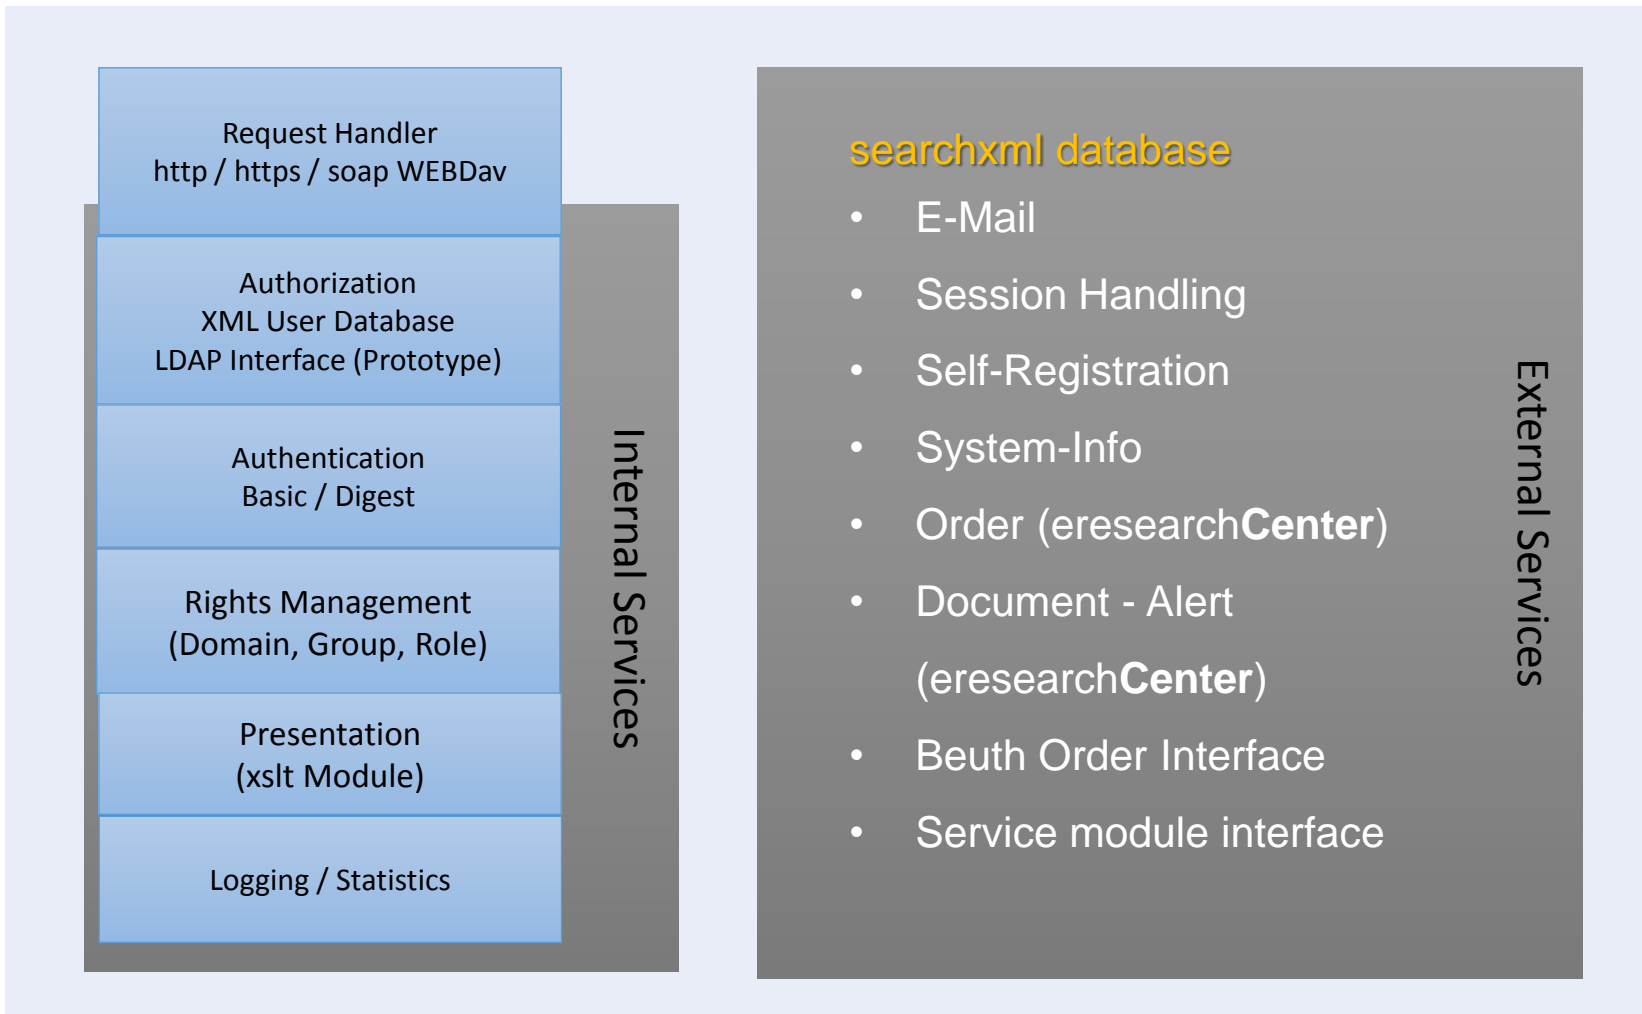 Request Handler
http / https / soap WEBDav
Authorization
XML User Database
LDAP Interface (Prototype)
Authentication
Basic / Digest
Rights Management
(Domain, Group, Role)
Presentation
(xslt Module)
Logging / Statistics
Internal Services
searchxml database
• E-Mail
• Session Handling
• Self-Registration
• System-Info
• Order (eresearchCenter)
• Document - Alert
(eresearchCenter)
• Beuth Order Interface
• Service module interface
External Services